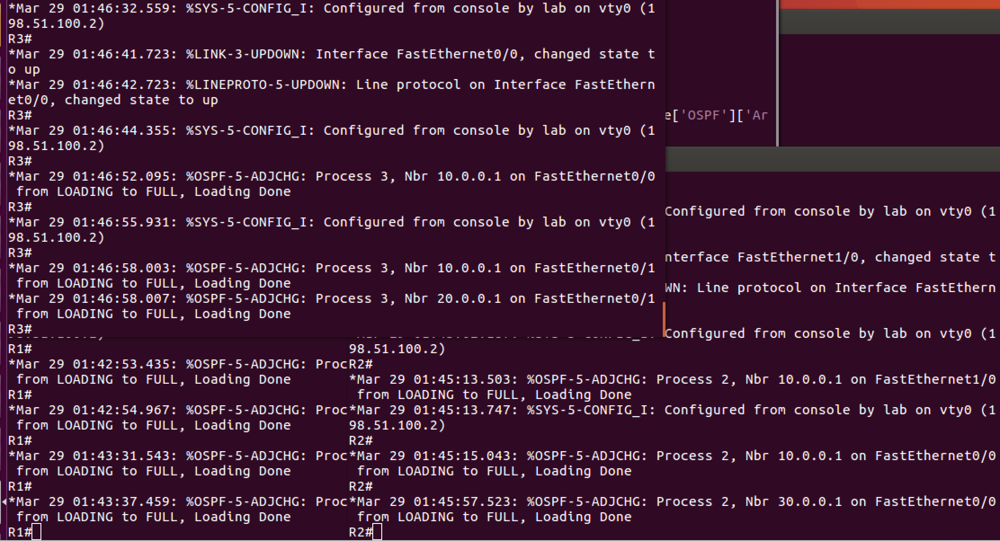 *Mar 29 01:46:32.559: %SYS-5-CONFIG_I: Configured from console by lab on vty0 (1
98.51.100.2)
R3#
*Mar 29 01:46:41.723: %LINK-3-UPDOWN: Interface FastEthernet0/0, changed state t
o up
*Mar 29 01:46:42.723: %LINEPROTO-5-UPDOWN: Line protocol on Interface FastEthern
et0/0, changed state to up
R3#
*Mar 29 01:46:44.355: %SYS-5-CONFIG_I: Configured from console by lab on vty0 (1
98.51.100.2)
R3#
*Mar 29 01:46:52.095: %OSPF-5-ADJCHG: Process 3, Nbr 10.0.0.1 on FastEthernet0/0
 from LOADING to FULL, Loading Done
R3#
*Mar 29 01:46:55.931: %SYS-5-CONFIG_I: Configured from console by lab on vty0 (1
98.51.100.2)
R3#
*Mar 29 01:46:58.003: %OSPF-5-ADJCHG: Process 3, Nbr 10.0.0.1 on FastEthernet0/1
 from LOADING to FULL, Loading Done
*Mar 29 01:46:58.007: %OSPF-5-ADJCHG: Process 3, Nbr 20.0.0.1 on FastEthernet0/1
 from LOADING to FULL, Loading Done
R3#
e['OSPF']['Ar
Configured from console by lab on vty0 (1
nterface FastEthernet1/0, changed state t
WN: Line protocol on Interface FastEthern
Configured from console by lab on vty0 (1
R1#
*Mar 29 01:42:53.435: %OSPF-5-ADJCHG: Proc
 from LOADING to FULL, Loading Done
R1#
*Mar 29 01:42:54.967: %OSPF-5-ADJCHG: Proc
 from LOADING to FULL, Loading Done
R1#
*Mar 29 01:43:31.543: %OSPF-5-ADJCHG: Proc
 from LOADING to FULL, Loading Done
R1#
*Mar 29 01:43:37.459: %OSPF-5-ADJCHG: Proc
 from LOADING to FULL, Loading Done
R1#
98.51.100.2)
R2#
*Mar 29 01:45:13.503: %OSPF-5-ADJCHG: Process 2, Nbr 10.0.0.1 on FastEthernet1/0
 from LOADING to FULL, Loading Done
*Mar 29 01:45:13.747: %SYS-5-CONFIG_I: Configured from console by lab on vty0 (1
98.51.100.2)
R2#
*Mar 29 01:45:15.043: %OSPF-5-ADJCHG: Process 2, Nbr 10.0.0.1 on FastEthernet0/0
 from LOADING to FULL, Loading Done
R2#
*Mar 29 01:45:57.523: %OSPF-5-ADJCHG: Process 2, Nbr 30.0.0.1 on FastEthernet0/0
 from LOADING to FULL, Loading Done
R2#